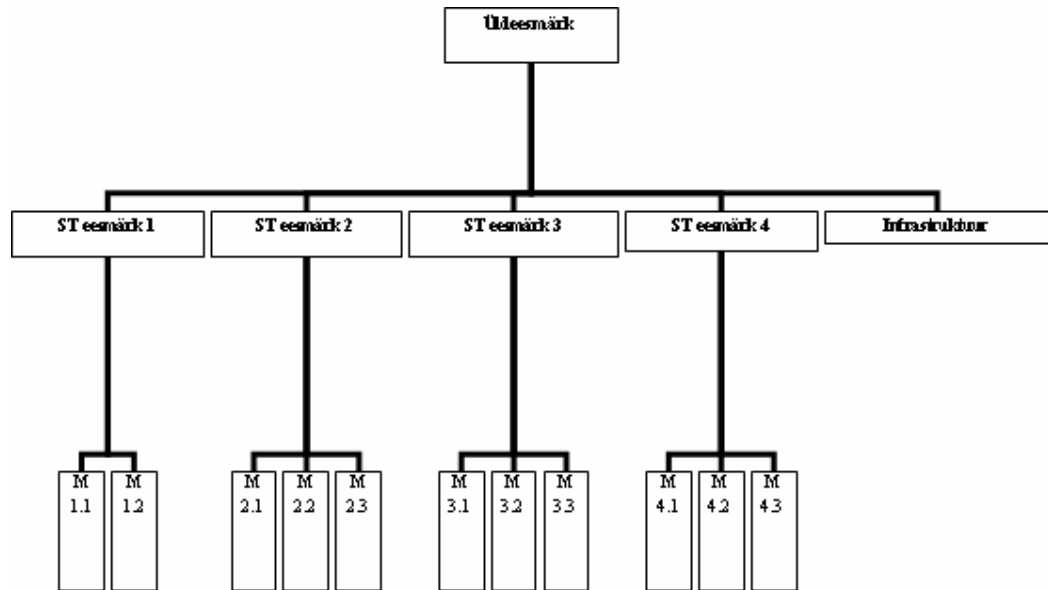 Üldeesmärk
ST eesmärk 1
ST eesmärk 2
ST eesmärk 3
ST eesmärk 4
Infrastruktuur
M
1.1
M
1.2
M
2.1
M
2.2
M
2.3
M
3.1
M
3.2
M
3.3
M
4.1
M
4.2
M
4.3